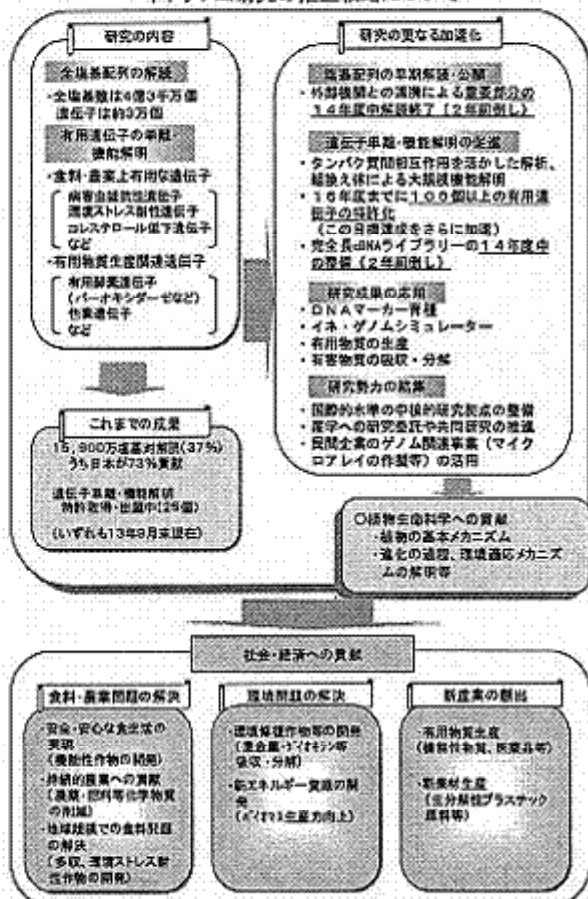 研究の内容
全塩基配列の解読
・全塩基数は4億3千万個
遺伝子は約3万個
有用遺伝子の単離・
機能解明
・食料・農業上有用な遺伝子
病害虫抵抗性遺伝子
環境ストレス耐性遺伝子
コレステロール低下遺伝子
など
・有用物質生産関連遺伝子
有用酵素遺伝子
(パーオキシダーゼなど)
色素遺伝子
など
これまでの成果
15,900万塩基対解読(37%)
うち日本が73%貢献
遺伝子単離・機能解明
特許取得・出願中(25個)
(いずれも13年9月末現在)
研究の更なる加速化
塩基配列の早期解読・公開
・外部機関との連携による重要部分の
14年度中解読終了(2年前倒し)
遺伝子単離・機能解明の促進
・タンパク質間相互作用を活かした解析、
組換え体による大規模機能解明
・16年度までに100個以上の有用遺
伝子の特許化
(この目標達成をさらに加速)
・完全長cDNAライブラリーの14年度中
の整備(2年前倒し)
研究成果の応用
・DNAマーカー育種
・イネ・ゲノムシミュレーター
・有用物質の生産
・有害物質の吸収・分解
研究勢力の結集
・国際的水準の中核的研究拠点の整備
・産学への研究委託や共同研究の推進
・民間企業のゲノム関連事業(マイク
ロアレイの作製等)の活用
〇植物生命科学への貢献
・植物の基本メカニズム
・進化の過程、環境適応メカニズ
ムの解明等
社会・経済への貢献
食料・農業問題の解決
・安全・安心な食生活の
実現
(機能性作物の開発)
・持続的農業への貢献
(農薬・肥料等化学物質
の削減)
・地球規模での食料問題
の解決
(多収、環境ストレス耐
性作物の開発)
環境問題の解決
・環境修復作物等の開発
(重金属・ダイオキシン等
吸収・分解)
・新エネルギー資源の開
発
(バイオマス生産力向上)
新産業の創出
・有用物質生産
(機能性物質、医薬品等)
・新素材生産
(生分解性プラスチック
原料等)